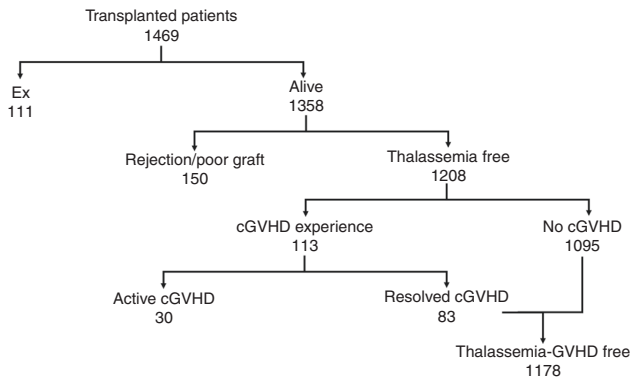 Transplanted patients
1469
Ex
111
Alive
1358
Rejection/poor graft
150
Thalassemia free
1208
cGVHD experience
113
No cGVHD
1095
Active cGVHD
30
Resolved cGVHD
83
Thalassemia-GVHD free
1178